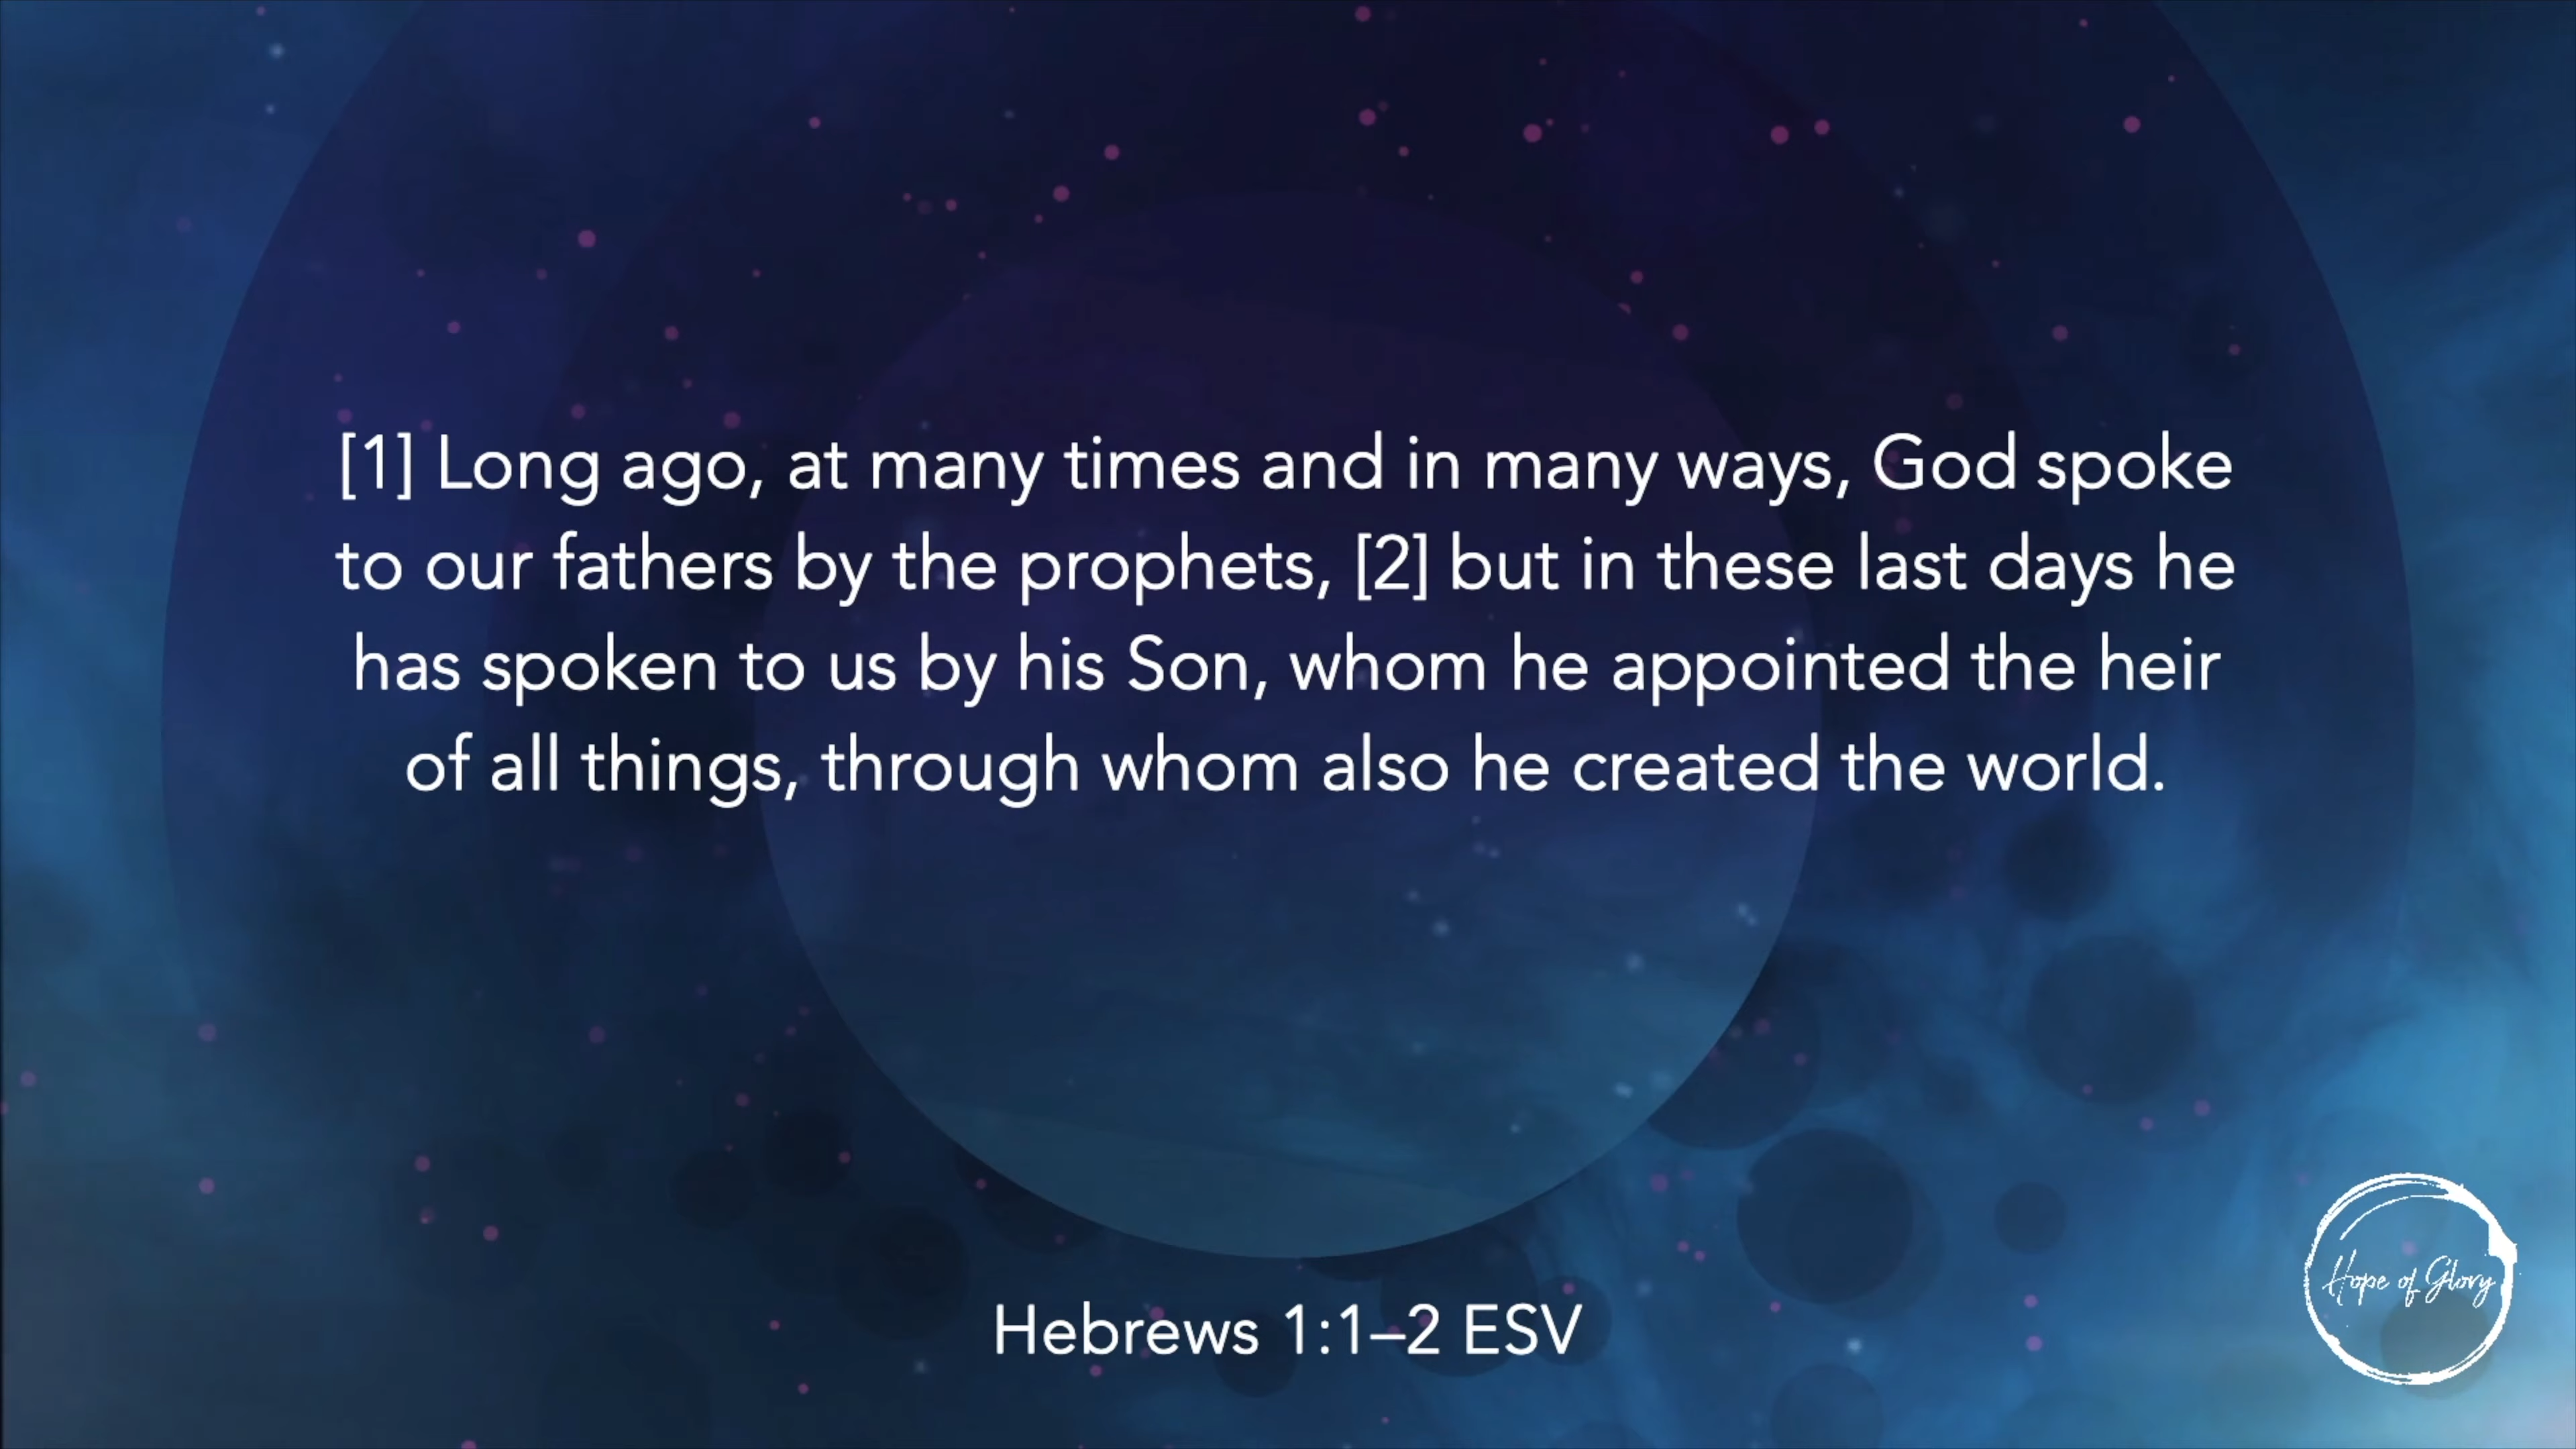 [1] Long ago, at many times and in many ways, God spoke
to our fathers by the prophets, [2] but in these last days he
has spoken to us by his Son, whom he appointed the heir
of all things, through whom also he created the world.
Hebrews 1:1–2 ESV
Hope of Glory